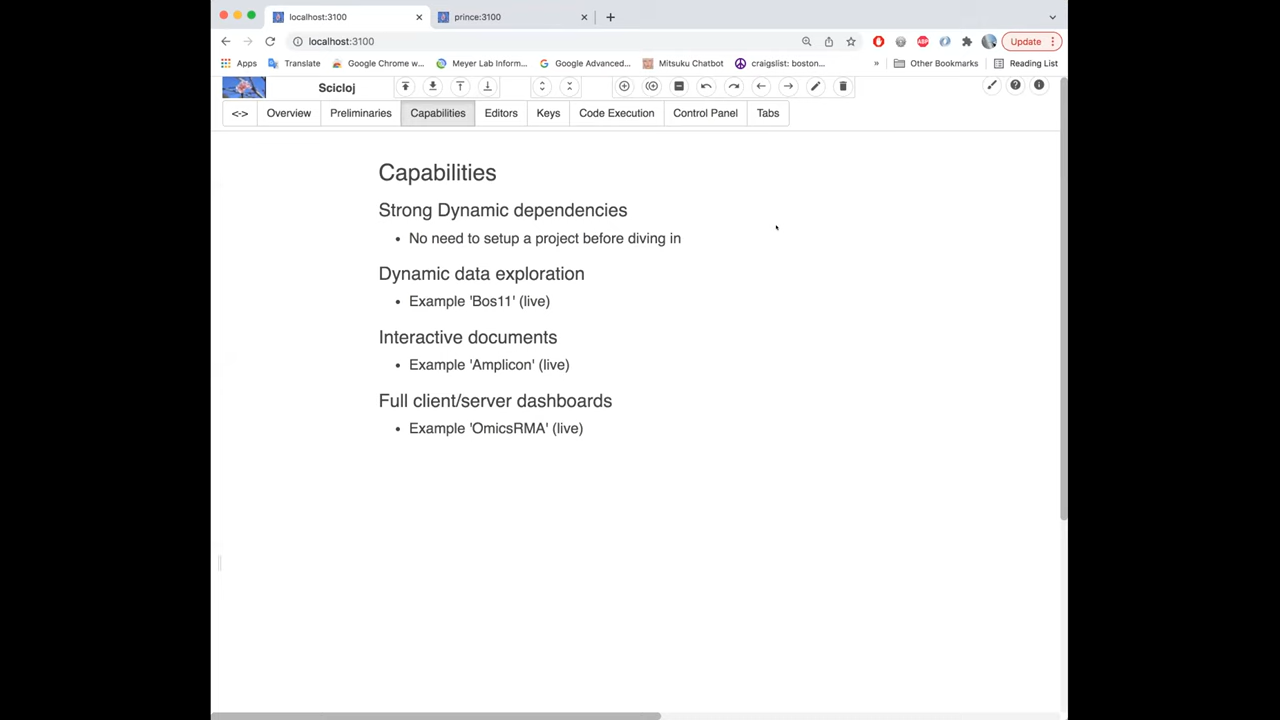 localhost:3100
prince:3100
localhost:3100
Update
Apps
Translate
Google Chrome w...
Meyer Lab Inform...
Google Advanced...
Mitsuku Chatbot
craigslist: boston...
»
Other Bookmarks
Reading List
Scicloj
<->
Overview
Preliminaries
Capabilities
Editors
Keys
Code Execution
Control Panel
Tabs
Capabilities
Strong Dynamic dependencies
• No need to setup a project before diving in
Dynamic data exploration
• Example 'Bos11' (live)
Interactive documents
• Example 'Amplicon' (live)
Full client/server dashboards
• Example 'OmicsRMA' (live)